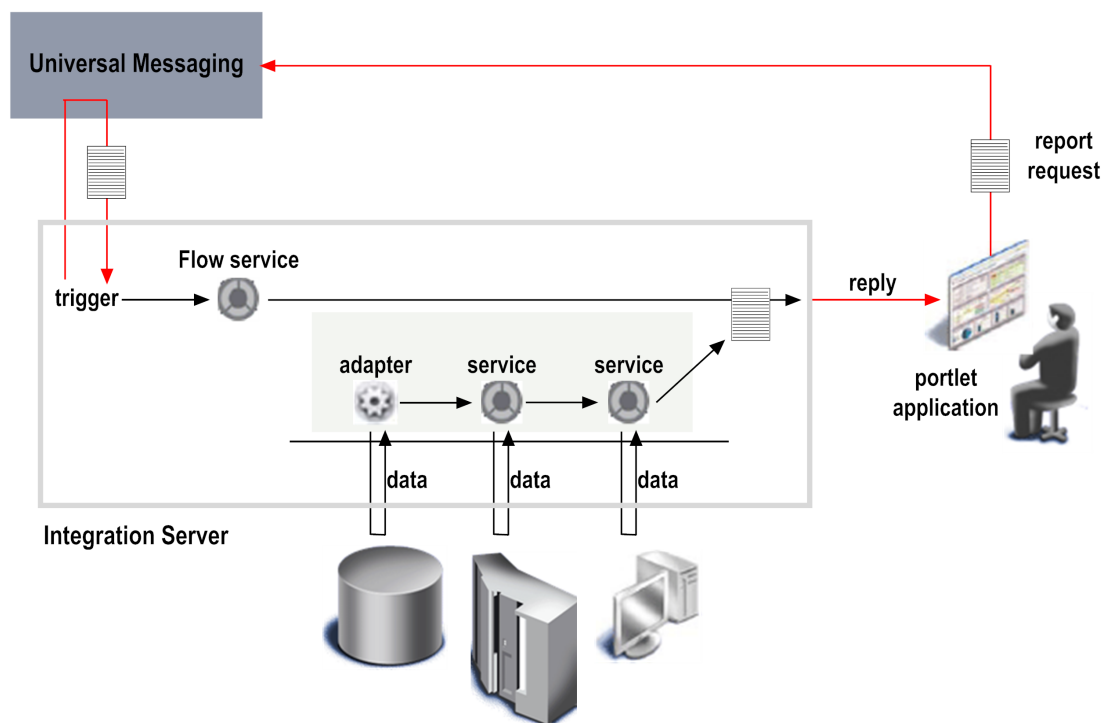 Universal Messaging
report
request
Flow service
trigger
reply
adapter
service
service
portlet
application
data
data
data
Integration Server